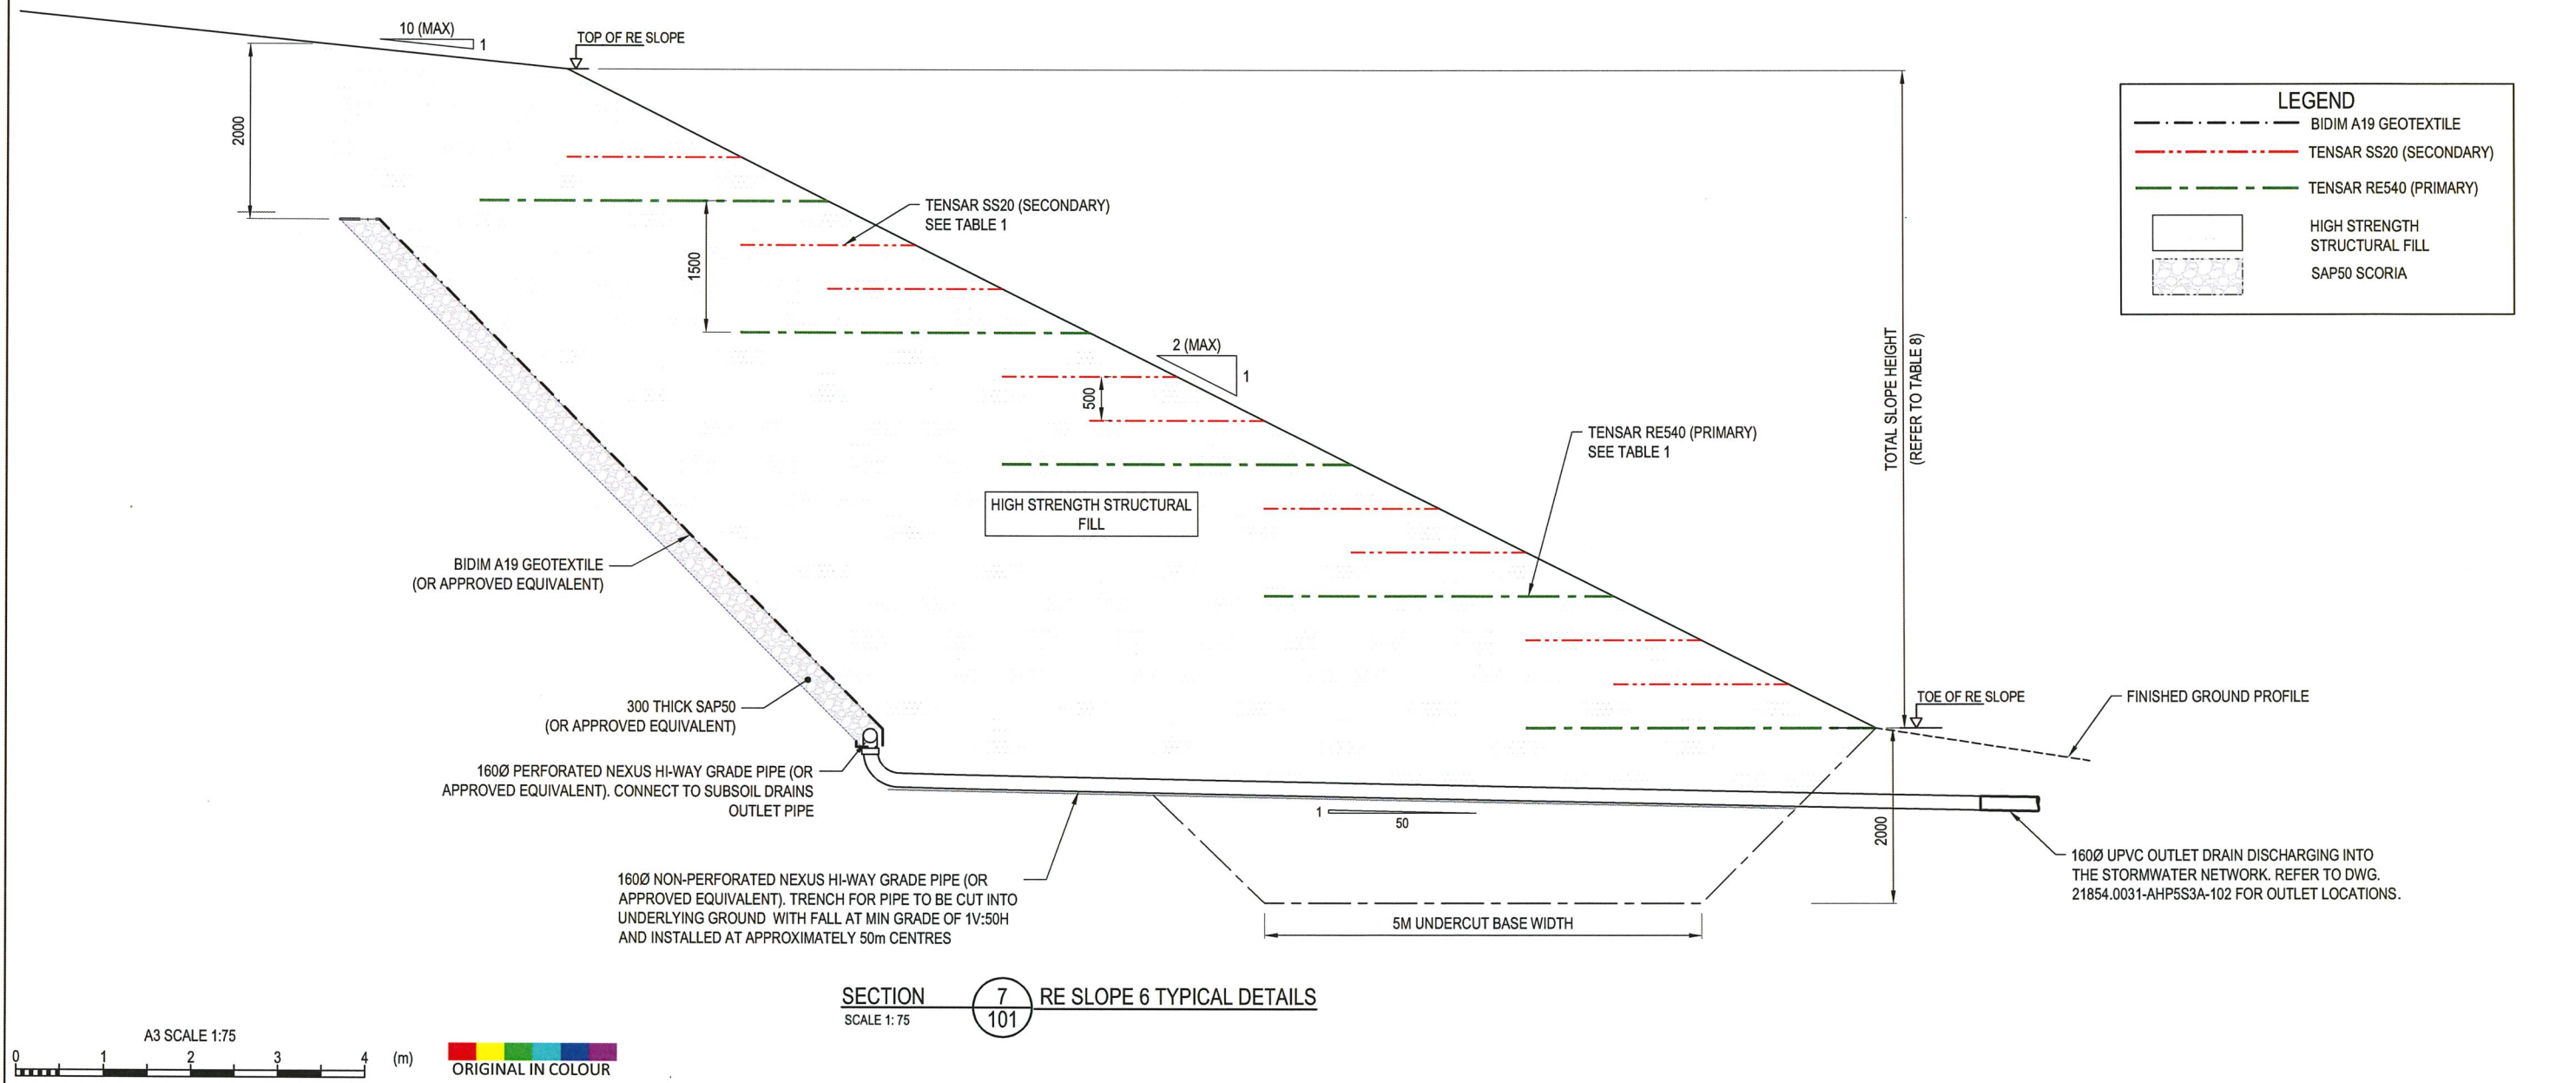 10 (MAX)
1
TOP OF RE SLOPE
2000
LEGEND
BIDIM A19 GEOTEXTILE
TENSAR SS20 (SECONDARY)
TENSAR RE540 (PRIMARY)
HIGH STRENGTH
STRUCTURAL FILL
SAP50 SCORIA
TENSAR SS20 (SECONDARY)
SEE TABLE 1
1500
2 (MAX)
1
500
TOTAL SLOPE HEIGHT
(REFER TO TABLE 8)
TENSAR RE540 (PRIMARY)
SEE TABLE 1
HIGH STRENGTH STRUCTURAL
FILL
BIDIM A19 GEOTEXTILE
(OR APPROVED EQUIVALENT)
300 THICK SAP50
(OR APPROVED EQUIVALENT)
TOE OF RE SLOPE
FINISHED GROUND PROFILE
160Ø PERFORATED NEXUS HI-WAY GRADE PIPE (OR
APPROVED EQUIVALENT). CONNECT TO SUBSOIL DRAINS
OUTLET PIPE
1
50
2000
160Ø UPVC OUTLET DRAIN DISCHARGING INTO
THE STORMWATER NETWORK. REFER TO DWG.
21854.0031-AHP5S3A-102 FOR OUTLET LOCATIONS.
160Ø NON-PERFORATED NEXUS HI-WAY GRADE PIPE (OR
APPROVED EQUIVALENT). TRENCH FOR PIPE TO BE CUT INTO
UNDERLYING GROUND WITH FALL AT MIN GRADE OF 1V:50H
AND INSTALLED AT APPROXIMATELY 50m CENTRES
5M UNDERCUT BASE WIDTH
SECTION
SCALE 1: 75
7
101
RE SLOPE 6 TYPICAL DETAILS
A3 SCALE 1:75
0 1 2 3 4 (m)
ORIGINAL IN COLOUR